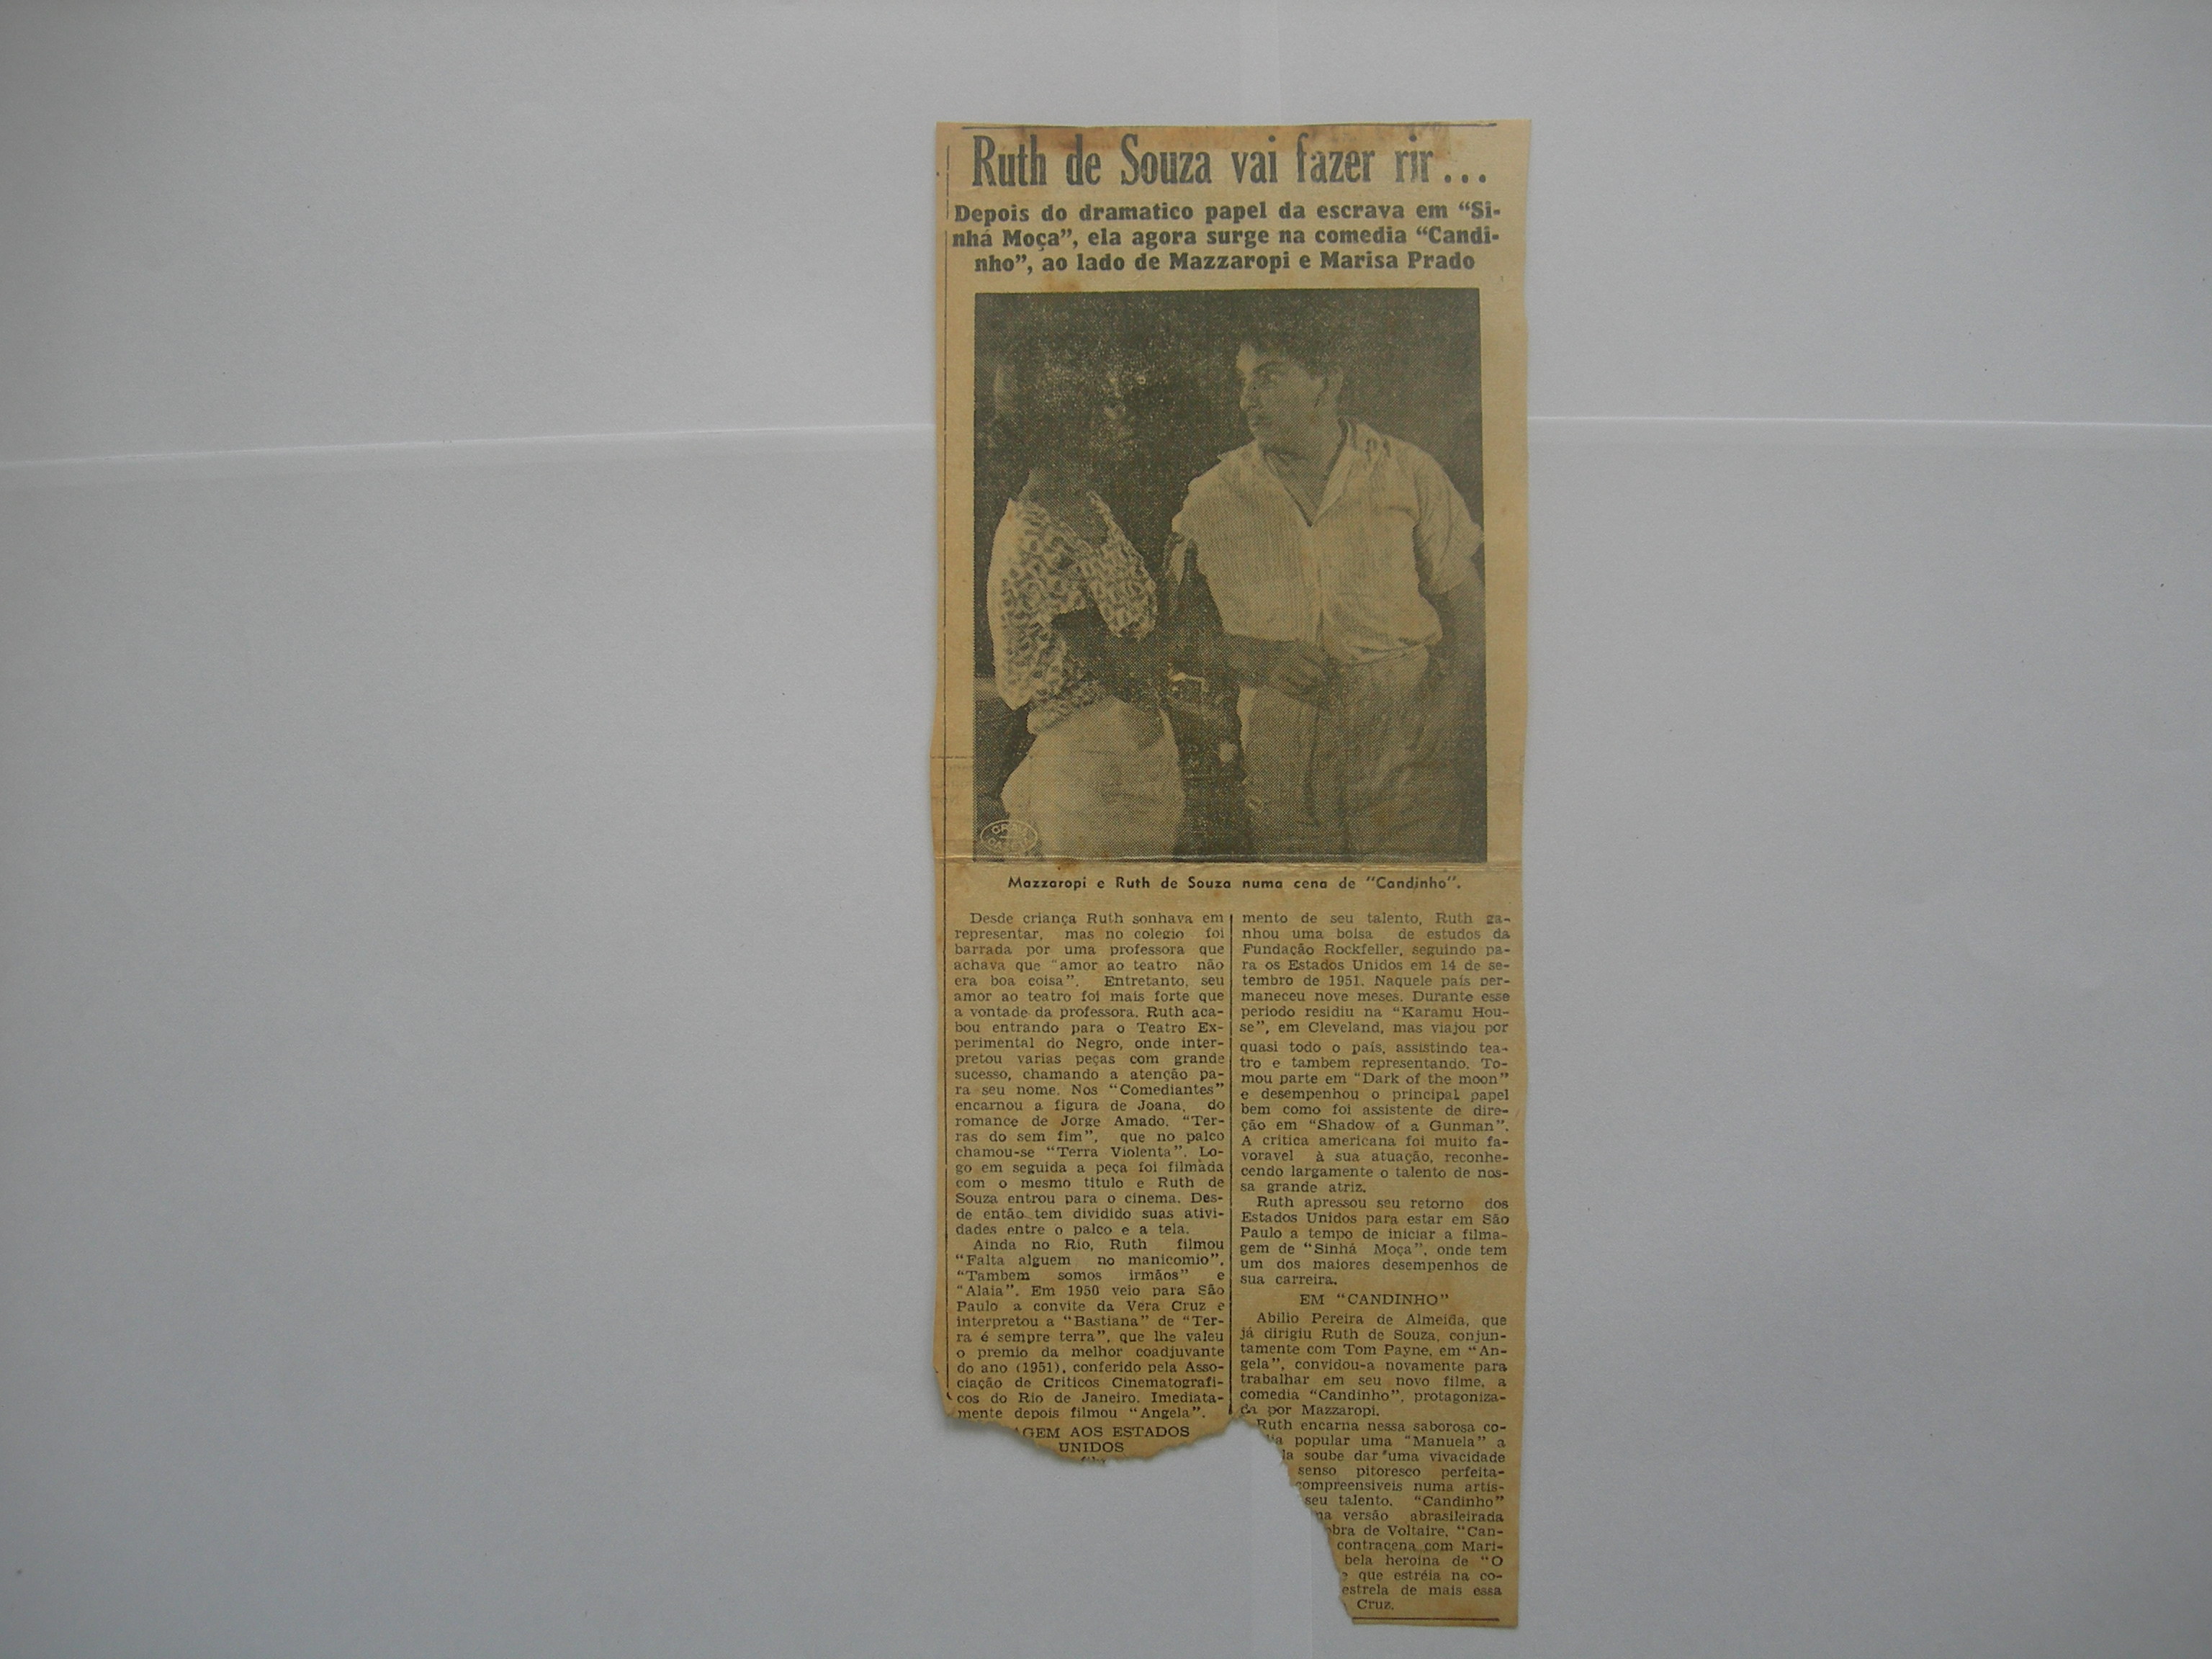 Ruth de Souza vai fazer rir...
Depois do dramatico papel da escrava em "Si-
nhá Moça", ela agora surge na comedia "Candi-
nho", ao lado de Mazzaropi e Marisa Prado
Mazzaropi e Ruth de Souza numa cena de "Candinho".
Desde criança Ruth sonhava em
representar, mas no colegio foi
barrada por uma professora que
achava que "amor ao teatro não
era boa coisa". Entretanto, seu
amor ao teatro foi mais forte que
a vontade da professora. Ruth aca-
bou entrando para o Teatro Ex-
perimental do Negro, onde inter-
pretou varias peças com grande
sucesso, chamando a atenção pa-
ra seu nome. Nos "Comediantes"
encarnou a figura de Joana, do
romance de Jorge Amado. "Ter-
ras do sem fim", que no palco
chamou-se "Terra Violenta". Lo-
go em seguida a peça foi filmada
com o mesmo titulo e Ruth de
Souza entrou para o cinema. Des-
de então tem dividido suas ativi-
dades entre o palco e a tela.
Ainda no Rio, Ruth filmou
"Falta alguem no manicomio",
"Tambem somos irmãos" e
"Alaia". Em 1950 veio para São
Paulo a convite da Vera Cruz e
interpretou a "Bastiana" de "Ter-
ra é sempre terra", que lhe valeu
o premio da melhor coadjuvante
do ano (1951), conferido pela Asso-
ciação de Criticos Cinematografi-
cos do Rio de Janeiro. Imediata-
mente depois filmou "Angela".
AGEM AOS ESTADOS
UNIDOS
mento de seu talento, Ruth ga-
nhou uma bolsa de estudos da
Fundação Rockfeller, seguindo pa-
ra os Estados Unidos em 14 de se-
tembro de 1951. Naquele país per-
maneceu nove meses. Durante esse
periodo residiu na "Karamu Hou-
se", em Cleveland, mas viajou por
quasi todo o país, assistindo tea-
tro e tambem representando. To-
mou parte em "Dark of the moon"
e desempenhou o principal papel
bem como foi assistente de dire-
ção em "Shadow of a Gunman".
A critica americana foi muito fa-
voravel à sua atuação, reconhe-
cendo largamente o talento de nos-
sa grande atriz.
Ruth apressou seu retorno dos
Estados Unidos para estar em São
Paulo a tempo de iniciar a filma-
gem de "Sinhá Moça", onde tem
um dos maiores desempenhos de
sua carreira.
EM "CANDINHO"
Abilio Pereira de Almeida, que
já dirigiu Ruth de Souza, conjun-
tamente com Tom Payne, em "An-
gela", convidou-a novamente para
trabalhar em seu novo filme, a
comedia "Candinho", protagoniza-
da por Mazzaropi.
Ruth encarna nessa saborosa co-
popular uma "Manuela" a
la soube dar uma vivacidade
senso pitoresco perfeita-
compreensiveis numa artis-
seu talento. "Candinho"
ma versão abrasileirada
obra de Voltaire, "Can-
contracena com Mari-
bela heroina de "O
que estréia na co-
estrela de mais essa
Cruz.